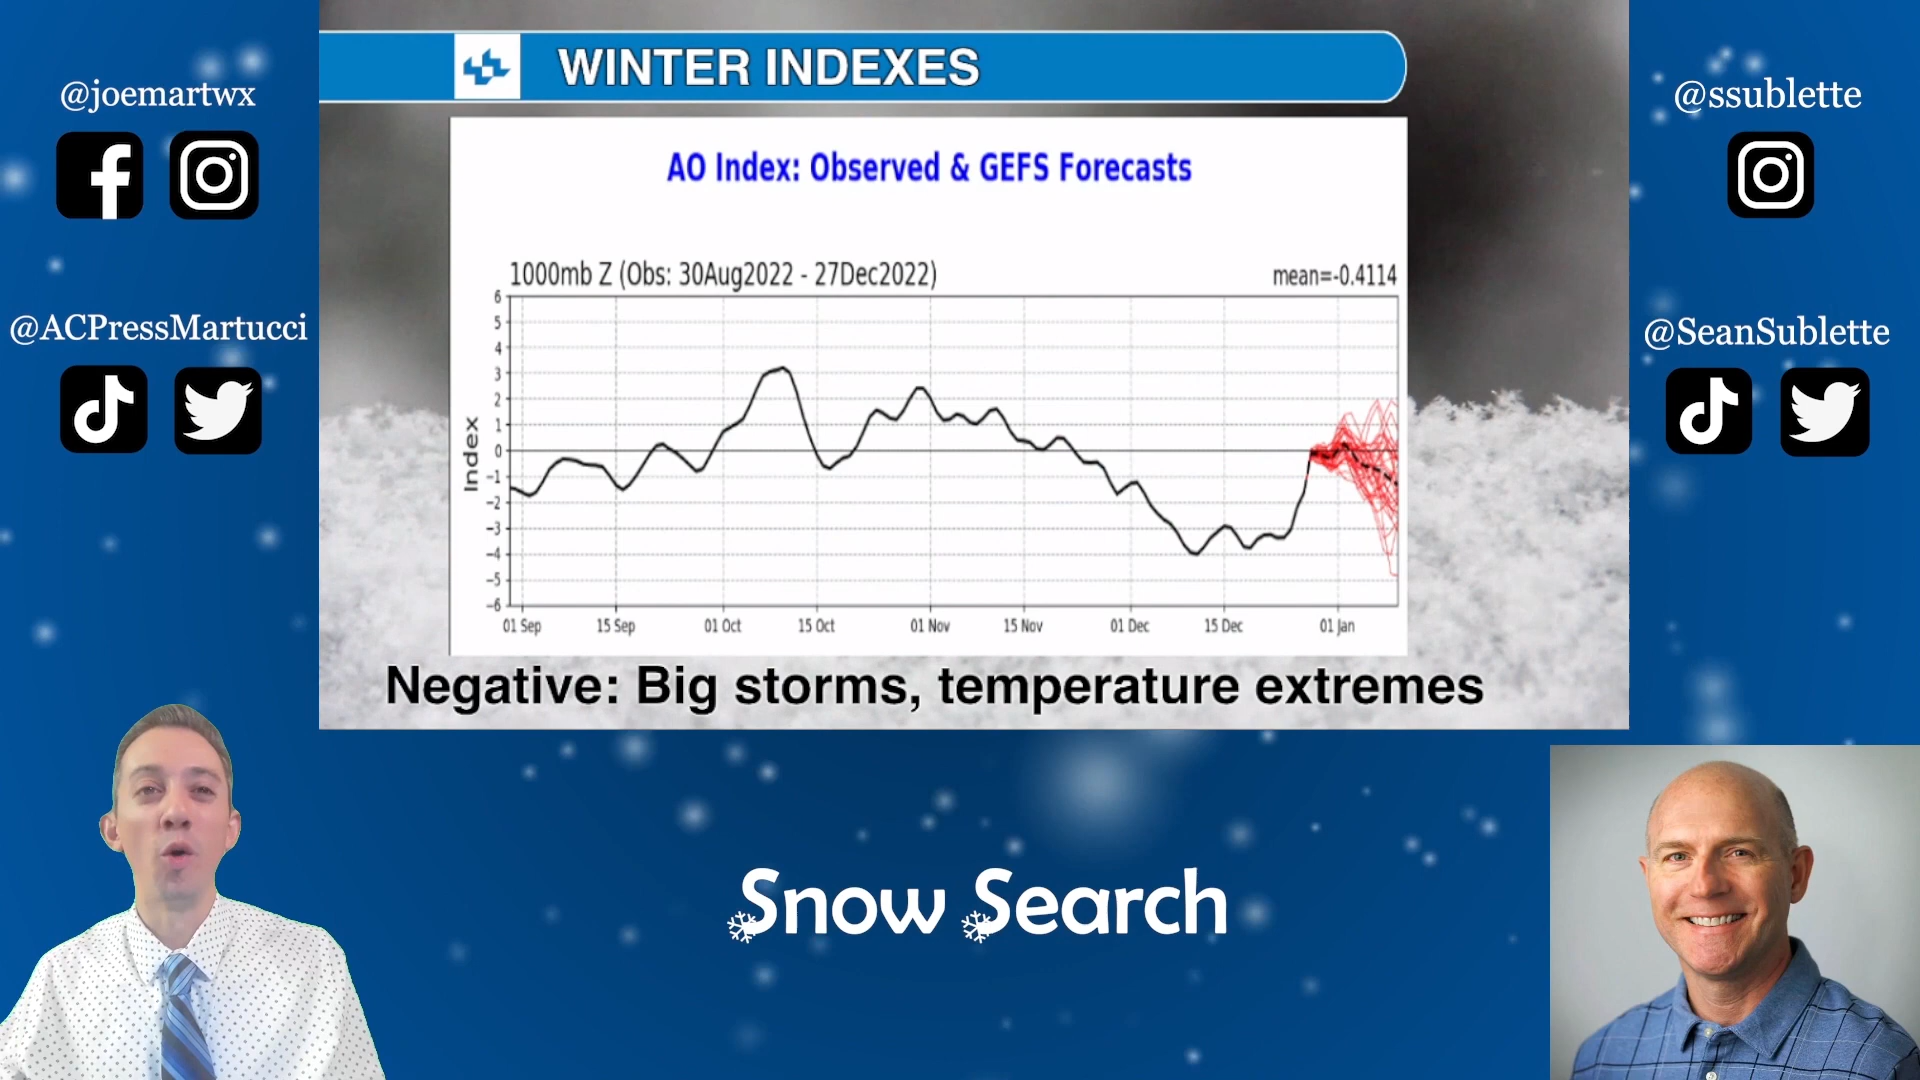 @joemartwx
@ACPressMartucci
WINTER INDEXES
AO Index: Observed & GEFS Forecasts
1000mb Z (Obs: 30Aug2022 - 27Dec2022)
mean=-0.4114
Index
6
5
4
3
2
1
0
-1
-2
-3
-4
-5
-6
01 Sep
15 Sep
01 Oct
15 Oct
01 Nov
15 Nov
01 Dec
15 Dec
01 Jan
Negative: Big storms, temperature extremes
@ssublette
@SeanSublette
Snow Search